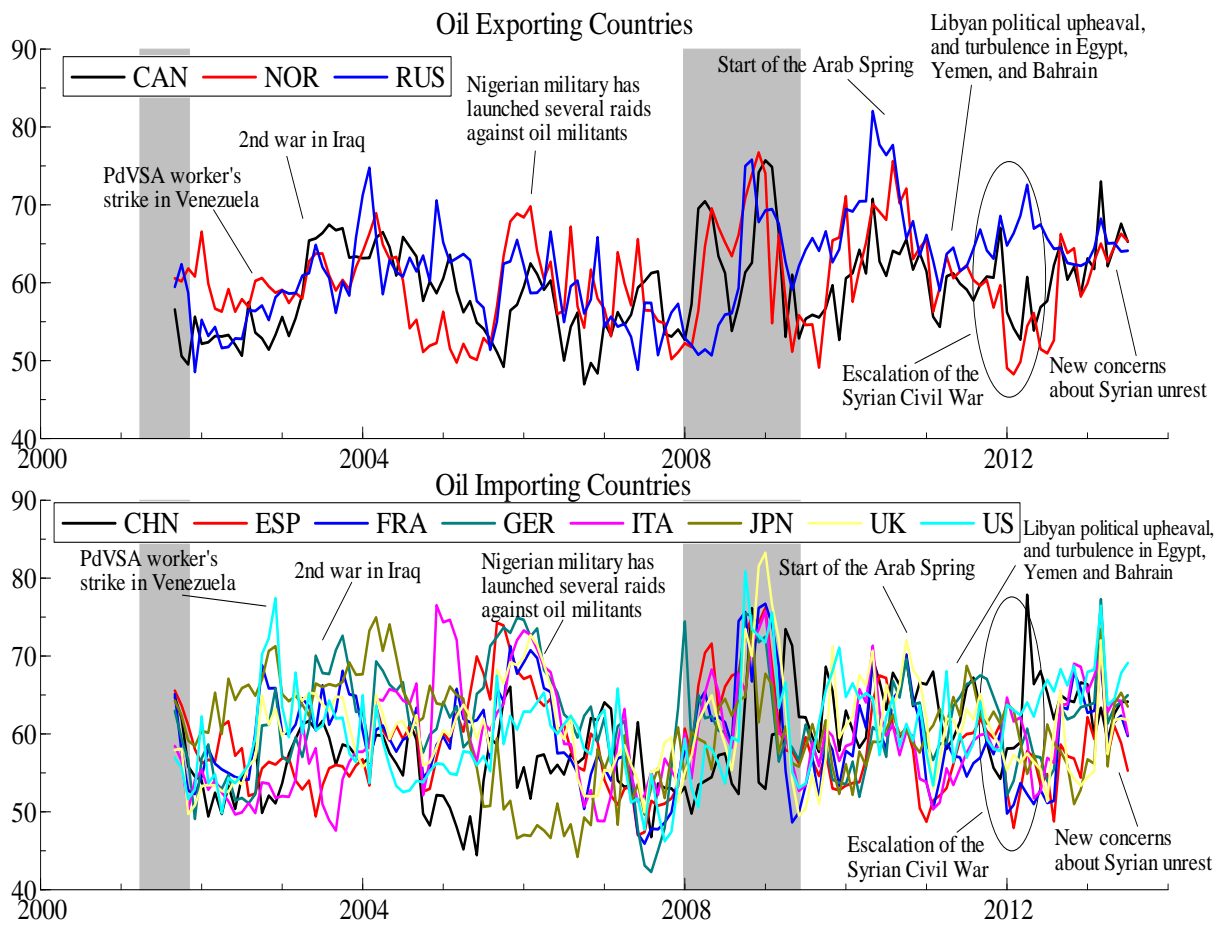 Oil Exporting Countries
90
80
70
60
50
40
CAN NOR RUS
PdVSA worker's
strike in Venezuela
2nd war in Iraq
Nigerian military has
launched several raids
against oil militants
Start of the Arab Spring
Libyan political upheaval,
and turbulence in Egypt,
Yemen, and Bahrain
Escalation of the
Syrian Civil War
New concerns
about Syrian unrest
2000 2004 2008 2012
Oil Importing Countries
90
80
70
60
50
40
CHN ESP FRA GER ITA JPN UK US
PdVSA worker's
strike in Venezuela
2nd war in Iraq
Nigerian military has
launched several raids
against oil militants
Start of the Arab Spring
Libyan political upheaval,
and turbulence in Egypt,
Yemen and Bahrain
Escalation of the
Syrian Civil War
New concerns
about Syrian unrest
2000 2004 2008 2012